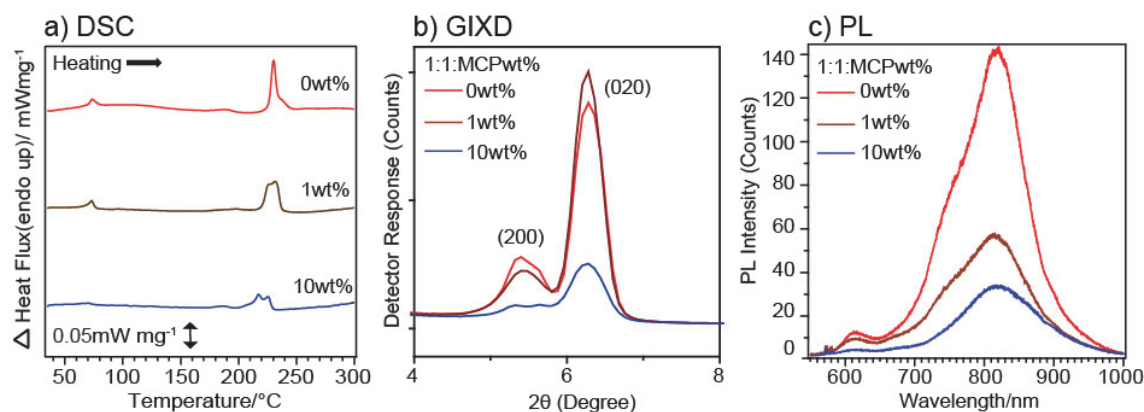 a) DSC
Heating
0wt%
1wt%
10wt%
0.05mW mg⁻¹
Δ Heat Flux(endo up)/ mWmg⁻¹
50 100 150 200 250 300
Temperature/°C
b) GIXD
1:1:MCPwt%
0wt%
1wt%
10wt%
(020)
(200)
Detector Response (Counts)
4 6 8
2θ (Degree)
c) PL
1:1:MCPwt%
0wt%
1wt%
10wt%
PL Intensity (Counts)
140
120
100
80
60
40
20
0
600 700 800 900 1000
Wavelength/nm